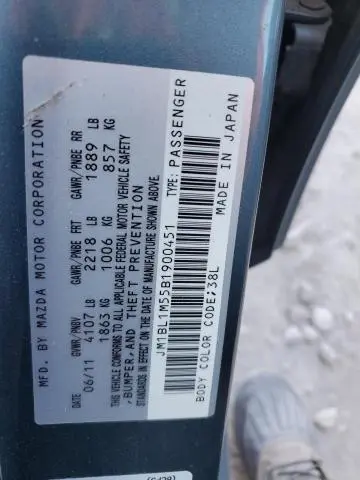 MFD. BY MAZDA MOTOR CORPORATION
DATE GVWR/PNBV GAWR/PNBE FRT GAWR/PNBE RR
06/11 4107 LB 2218 LB 1889 LB
1863 KG 1006 KG 857 KG
THIS VEHICLE CONFORMS TO ALL APPLICABLE FEDERAL MOTOR VEHICLE SAFETY
,BUMPER,AND THEFT PREVENTION
STANDARDS IN EFFECT ON THE DATE OF MANUFACTURE SHOWN ABOVE.
JM1BL1M55B1900451 TYPE: PASSENGER
BODY COLOR CODE/38L MADE IN JAPAN